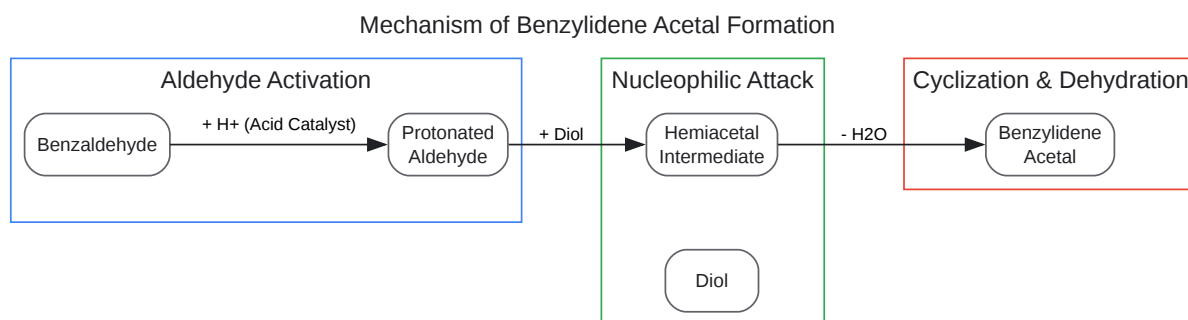 Mechanism of Benzylidene Acetal Formation
Aldehyde Activation
Benzaldehyde
+ H+ (Acid Catalyst)
Protonated
Aldehyde
+ Diol
Nucleophilic Attack
Hemiacetal
Intermediate
Diol
- H2O
Cyclization & Dehydration
Benzylidene
Acetal